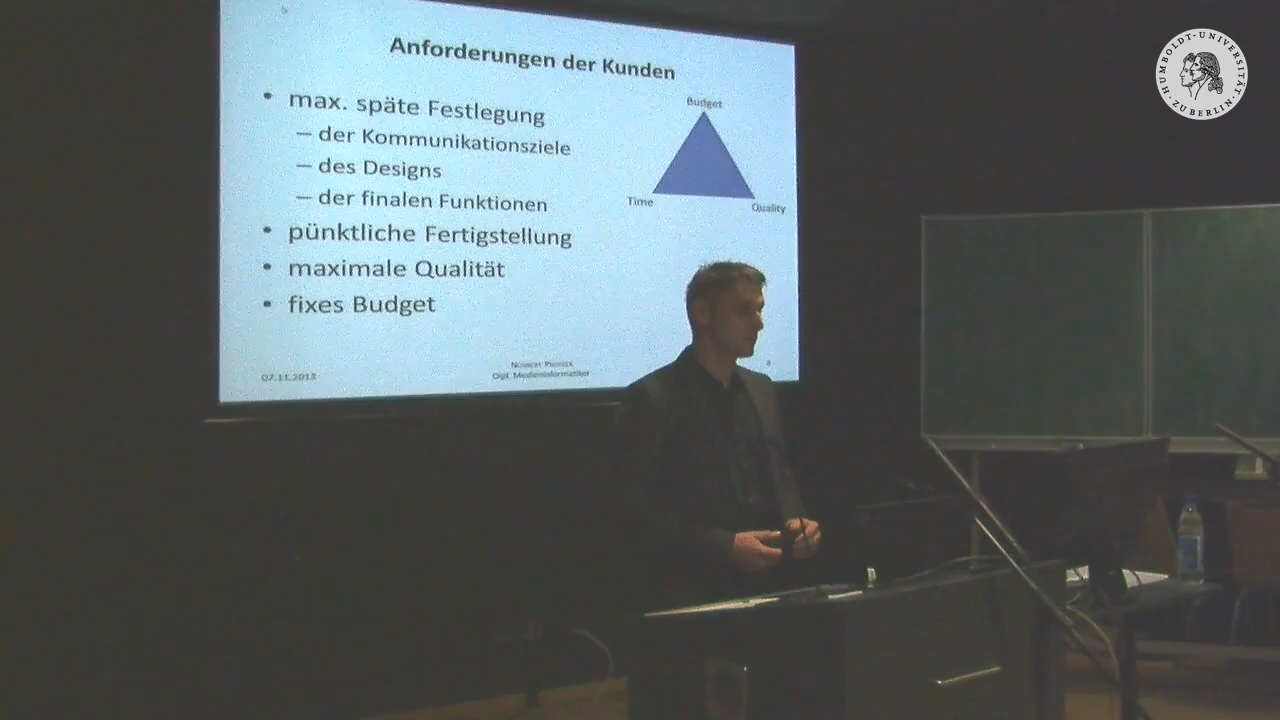 Anforderungen der Kunden
• max. späte Festlegung
– der Kommunikationsziele
– des Designs
– der finalen Funktionen
• pünktliche Fertigstellung
• maximale Qualität
• fixes Budget
Budget
Time
Quality
07.11.2013
Dipl. Medieninformatiker
HUMBOLDT-UNIVERSITÄT
ZU BERLIN